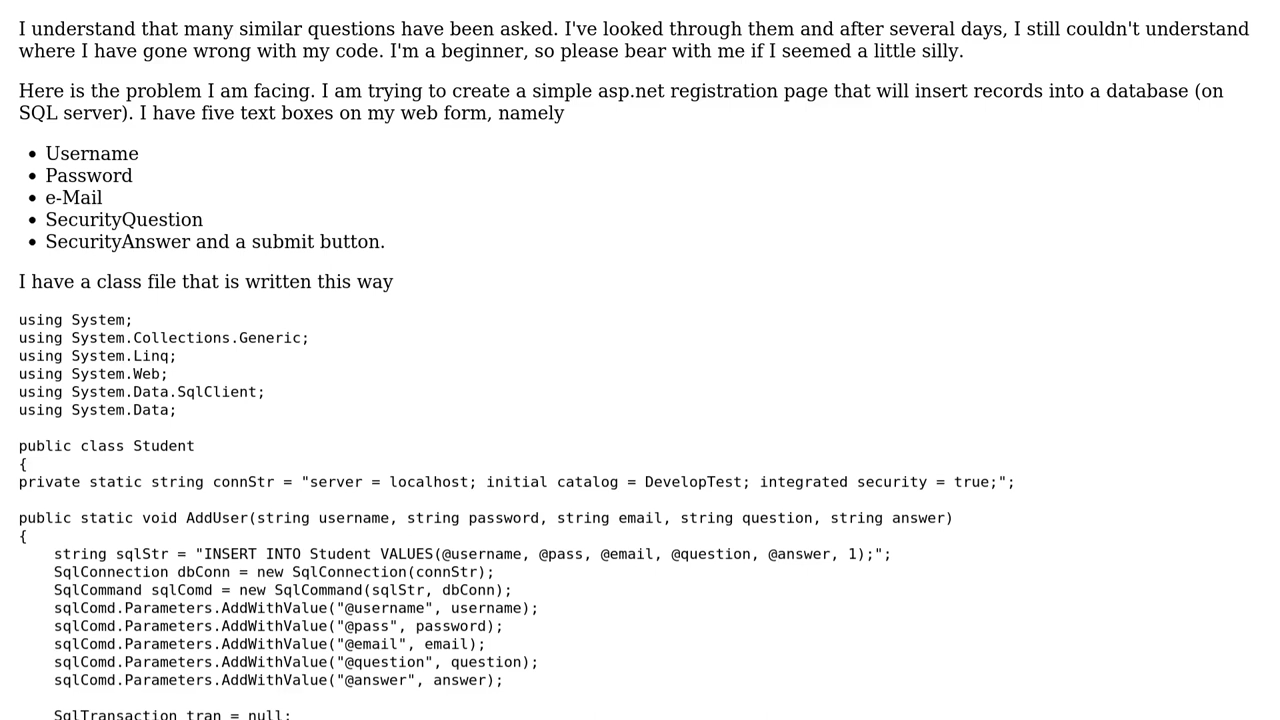 I understand that many similar questions have been asked. I've looked through them and after several days, I still couldn't understand
where I have gone wrong with my code. I'm a beginner, so please bear with me if I seemed a little silly.
Here is the problem I am facing. I am trying to create a simple asp.net registration page that will insert records into a database (on
SQL server). I have five text boxes on my web form, namely
• Username
• Password
• e-Mail
• SecurityQuestion
• SecurityAnswer and a submit button.
I have a class file that is written this way
using System;
using System.Collections.Generic;
using System.Linq;
using System.Web;
using System.Data.SqlClient;
using System.Data;
public class Student
{
private static string connStr = "server = localhost; initial catalog = DevelopTest; integrated security = true;";
public static void AddUser(string username, string password, string email, string question, string answer)
{
    string sqlStr = "INSERT INTO Student VALUES(@username, @pass, @email, @question, @answer, 1);";
    SqlConnection dbConn = new SqlConnection(connStr);
    SqlCommand sqlComd = new SqlCommand(sqlStr, dbConn);
    sqlComd.Parameters.AddWithValue("@username", username);
    sqlComd.Parameters.AddWithValue("@pass", password);
    sqlComd.Parameters.AddWithValue("@email", email);
    sqlComd.Parameters.AddWithValue("@question", question);
    sqlComd.Parameters.AddWithValue("@answer", answer);
    SqlTransaction tran = null;